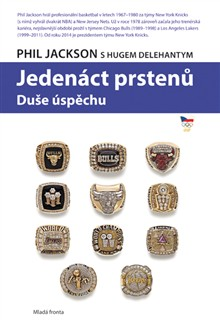 Phil Jackson hrál profesionální basketbal v letech 1967–1980 za týmy New York Knicks
(s nimiž vyhrál dvakrát NBA) a New Jersey Nets. Už v roce 1978 zároveň začala jeho trenérská
kariéra, nejslavnější období prožil s týmem Chicago Bulls (1989–1998) a Los Angeles Lakers
(1999–2011). Od roku 2014 je prezidentem týmu New York Knicks.
PHIL JACKSON S HUGEM DELEHANTYM
Jedenáct prstenů
Duše úspěchu
BULLS
Mladá fronta